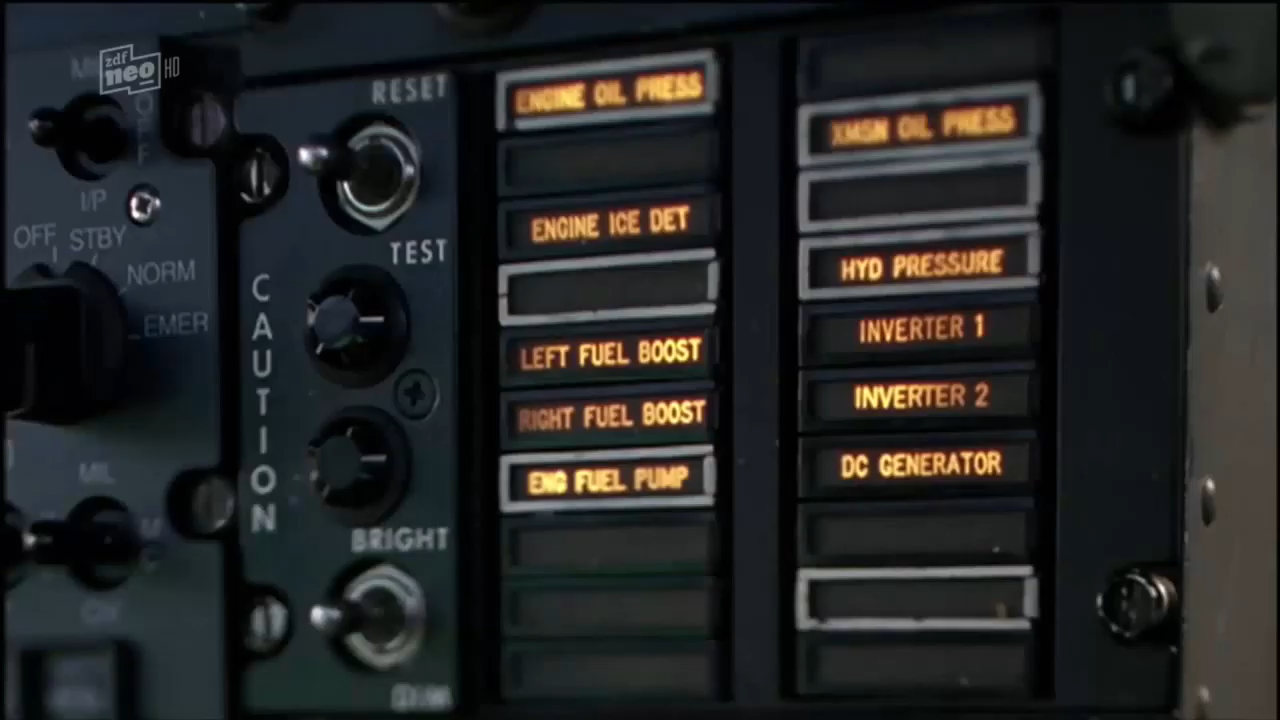 zdf
neo HD
OFF
I/P
OFF
STBY
NORM
EMER
MIL
RESET
TEST
CAUTION
BRIGHT
DIM
ENGINE OIL PRESS
ENGINE ICE DET
LEFT FUEL BOOST
RIGHT FUEL BOOST
ENG FUEL PUMP
XMSN OIL PRESS
HYD PRESSURE
INVERTER 1
INVERTER 2
DC GENERATOR